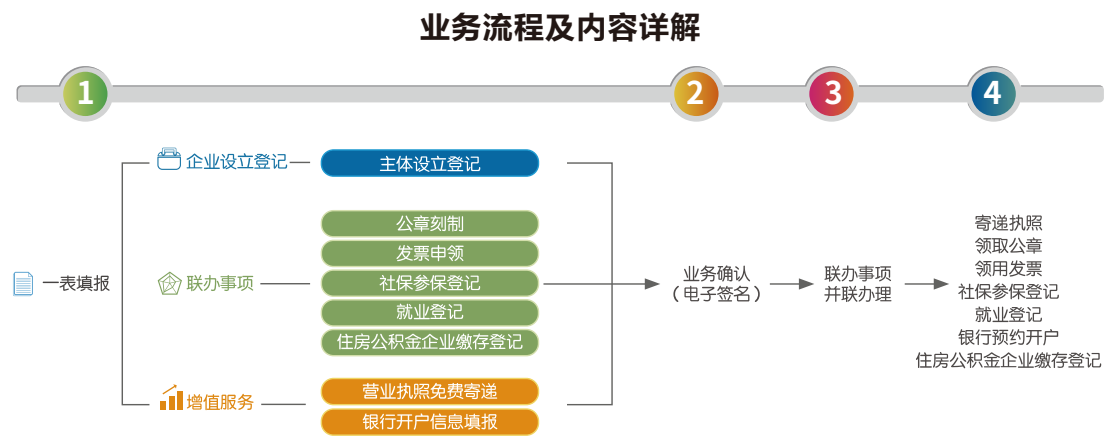 业务流程及内容详解
1
2
3
4
一表填报
企业设立登记
主体设立登记
联办事项
公章刻制
发票申领
社保参保登记
就业登记
住房公积金企业缴存登记
增值服务
营业执照免费寄递
银行开户信息填报
业务确认
（电子签名）
联办事项
并联办理
寄递执照
领取公章
领用发票
社保参保登记
就业登记
银行预约开户
住房公积金企业缴存登记